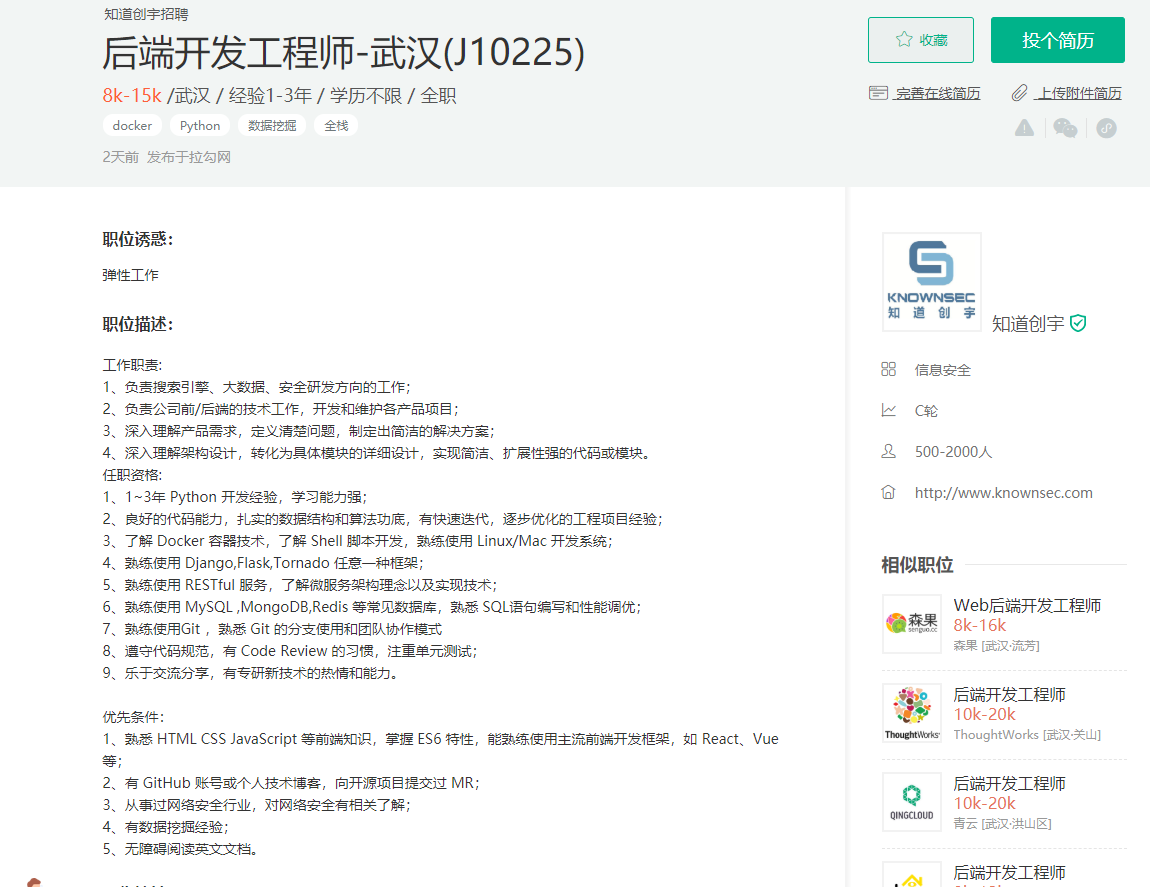 知道创宇招聘
后端开发工程师-武汉(J10225)
8k-15k /武汉 / 经验1-3年 / 学历不限 / 全职
docker Python 数据挖掘 全栈
2天前 发布于拉勾网
收藏
投个简历
完善在线简历 上传附件简历
职位诱惑：
弹性工作
职位描述：
工作职责:
1、负责搜索引擎、大数据、安全研发方向的工作；
2、负责公司前/后端的技术工作，开发和维护各产品项目；
3、深入理解产品需求，定义清楚问题，制定出简洁的解决方案；
4、深入理解架构设计，转化为具体模块的详细设计，实现简洁、扩展性强的代码或模块。
任职资格:
1、1~3年 Python 开发经验，学习能力强；
2、良好的代码能力，扎实的数据结构和算法功底，有快速迭代，逐步优化的工程项目经验；
3、了解 Docker 容器技术，了解 Shell 脚本开发，熟练使用 Linux/Mac 开发系统；
4、熟练使用 Django,Flask,Tornado 任意一种框架；
5、熟练使用 RESTful 服务，了解微服务架构理念以及实现技术；
6、熟练使用 MySQL ,MongoDB,Redis 等常见数据库，熟悉 SQL语句编写和性能调优；
7、熟练使用Git ，熟悉 Git 的分支使用和团队协作模式
8、遵守代码规范，有 Code Review 的习惯，注重单元测试；
9、乐于交流分享，有专研新技术的热情和能力。
优先条件：
1、熟悉 HTML CSS JavaScript 等前端知识，掌握 ES6 特性，能熟练使用主流前端开发框架，如 React、Vue
等；
2、有 GitHub 账号或个人技术博客，向开源项目提交过 MR；
3、从事过网络安全行业，对网络安全有相关了解；
4、有数据挖掘经验；
5、无障碍阅读英文文档。
KNOWNSEC
知道创宇
知道创宇
信息安全
C轮
500-2000人
http://www.knownsec.com
相似职位
森果
senguo.cc
Web后端开发工程师
8k-16k
森果 [武汉·流芳]
ThoughtWorks
后端开发工程师
10k-20k
ThoughtWorks [武汉·关山]
QINGCLOUD
后端开发工程师
10k-20k
青云 [武汉·洪山区]
后端开发工程师